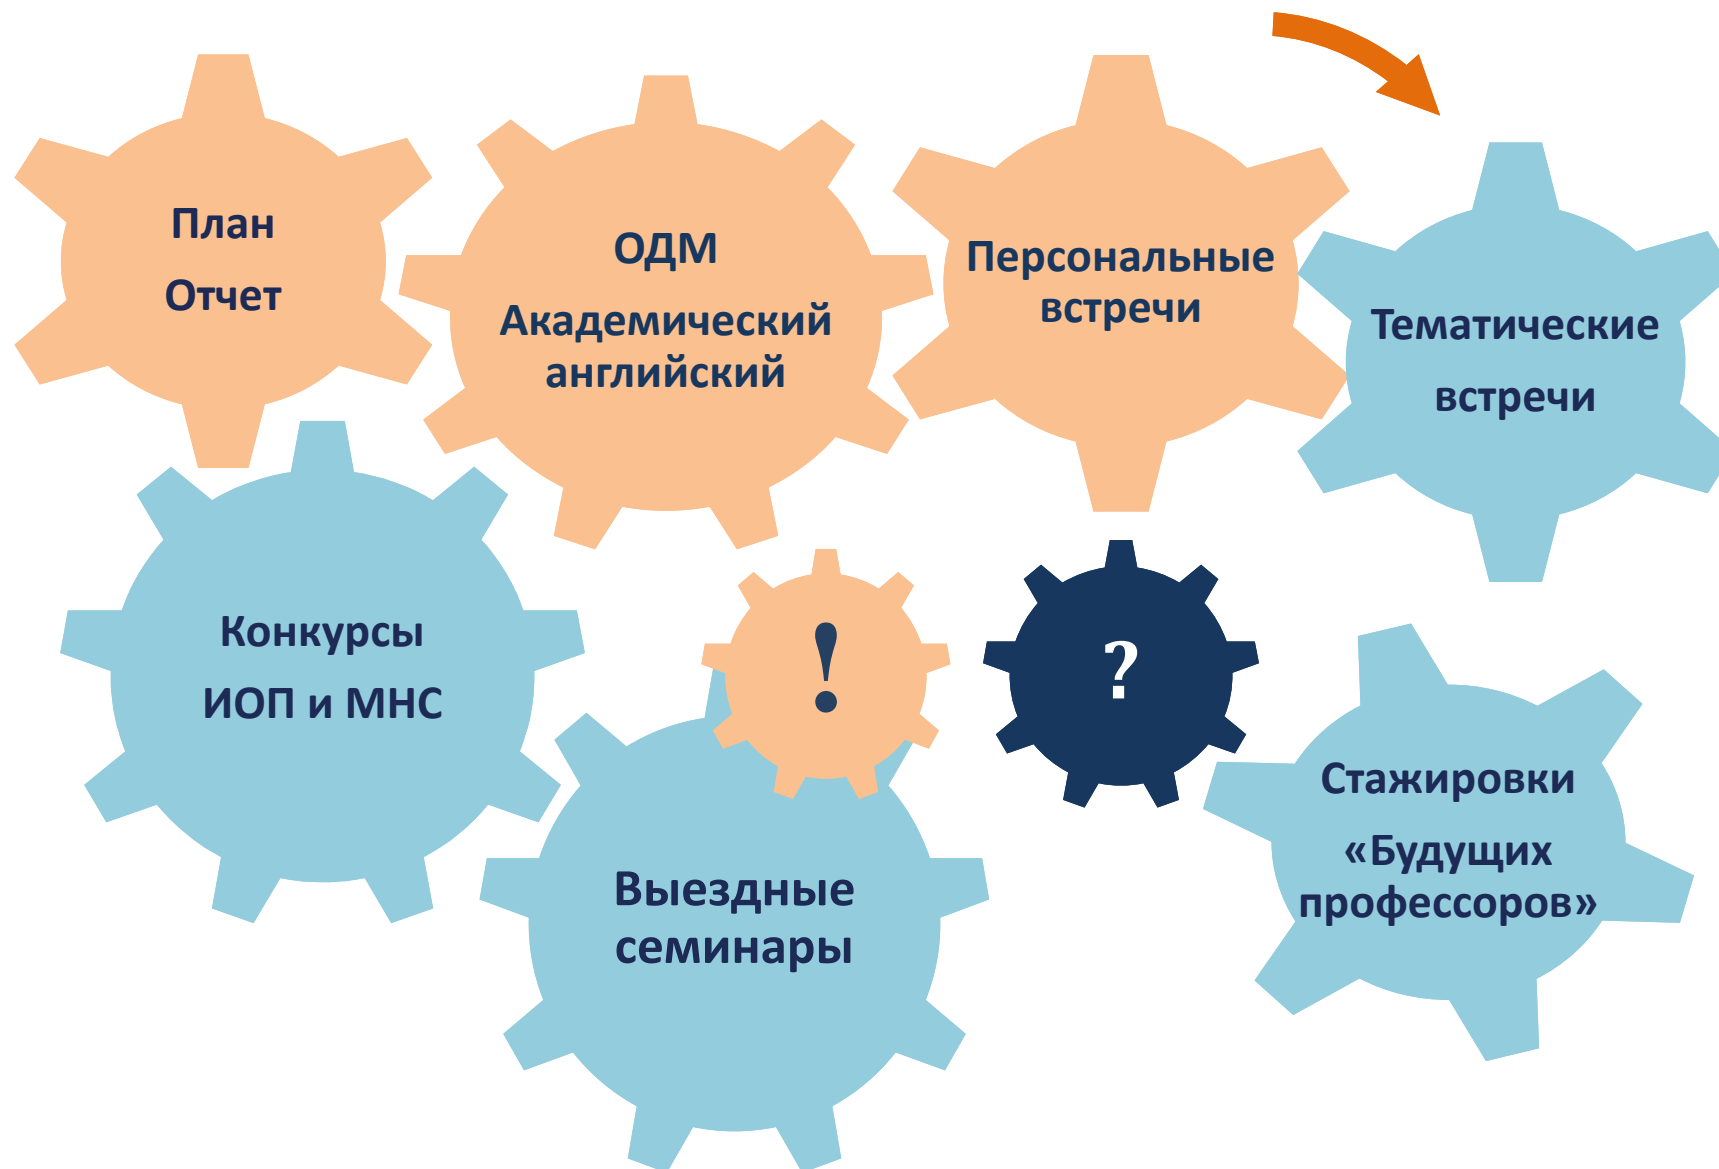 План
Отчет
ОДМ
Академический
английский
Персональные
встречи
Тематические
встречи
Конкурсы
ИОП и МНС
!
?
Выездные
семинары
Стажировки
«Будущих
профессоров»